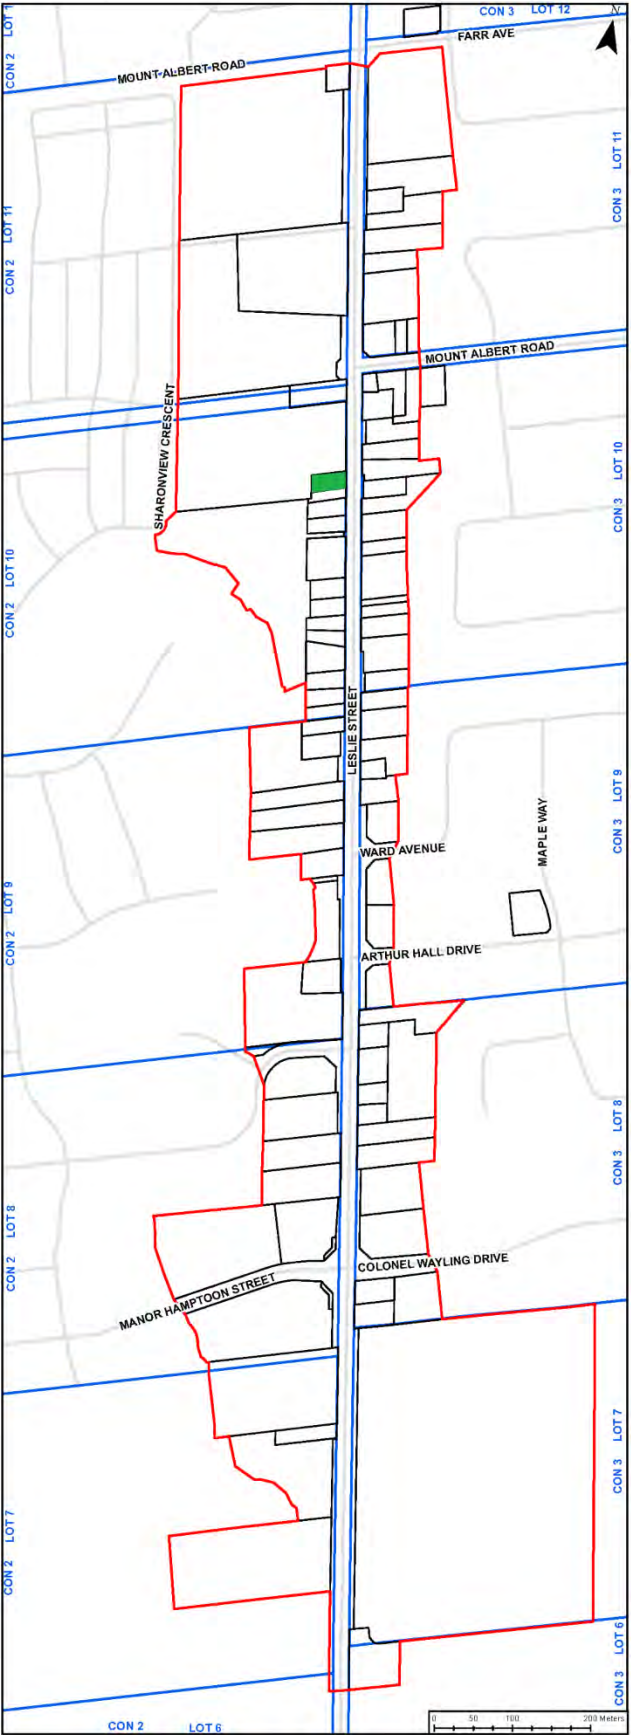 CON 3 LOT 12
N
FARR AVE
CON 2 LOT 1
MOUNT ALBERT ROAD
CON 3 LOT 11
CON 2 LOT 11
MOUNT ALBERT ROAD
SHARONVIEW CRESCENT
CON 3 LOT 10
CON 2 LOT 10
LESLIE STREET
CON 3 LOT 9
MAPLE WAY
WARD AVENUE
CON 2 LOT 9
ARTHUR HALL DRIVE
CON 3 LOT 8
CON 2 LOT 8
COLONEL WAYLING DRIVE
MANOR HAMPTOON STREET
CON 3 LOT 7
CON 2 LOT 7
CON 3 LOT 6
CON 2 LOT 6
0 50 100 200 Meters